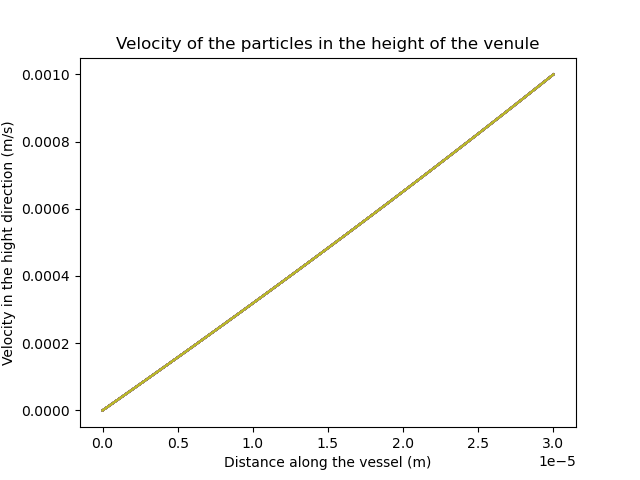 Velocity of the particles in the height of the venule
Velocity in the hight direction (m/s)
0.0010
0.0008
0.0006
0.0004
0.0002
0.0000
0.0 0.5 1.0 1.5 2.0 2.5 3.0
1e−5
Distance along the vessel (m)